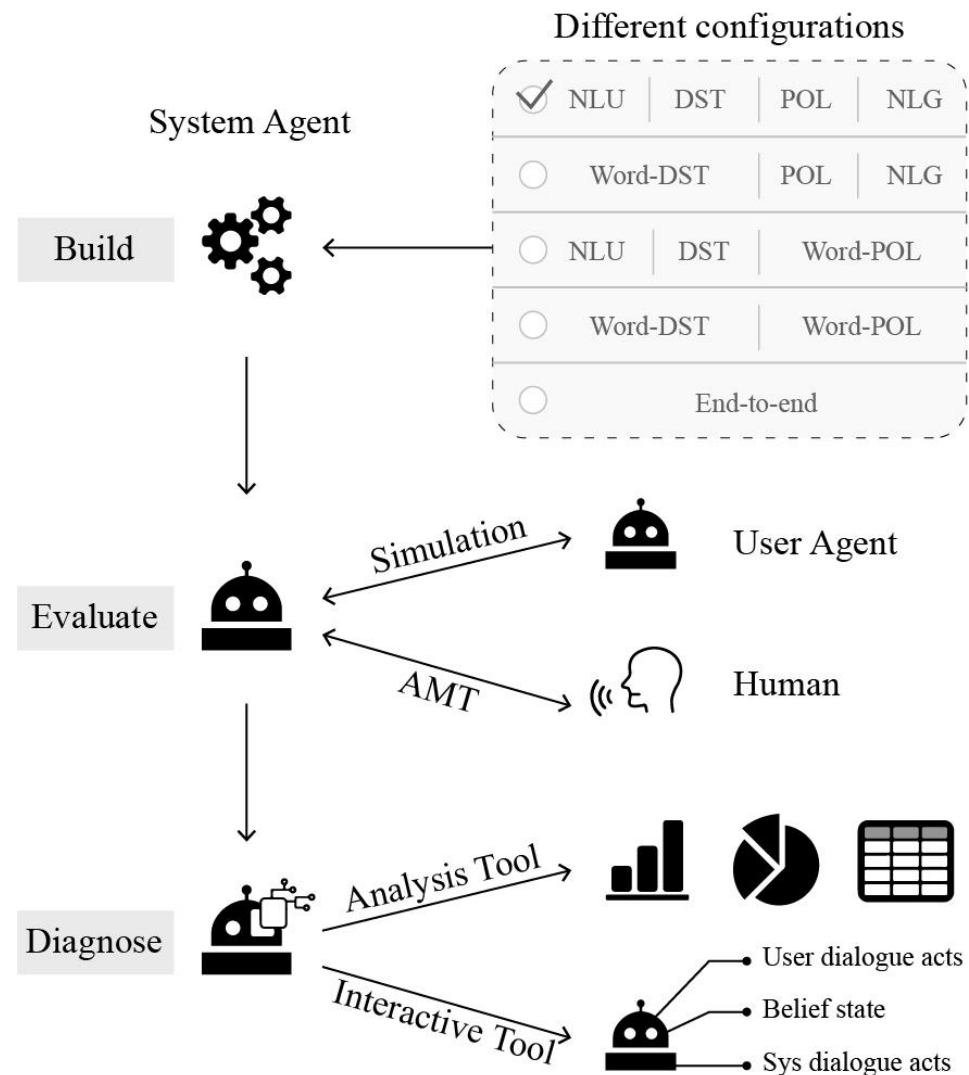 Different configurations
NLU DST POL NLG
System Agent
Word-DST POL NLG
Build
NLU DST Word-POL
Word-DST Word-POL
End-to-end
Simulation
User Agent
Evaluate
AMT
Human
Analysis Tool
Diagnose
Interactive Tool
User dialogue acts
Belief state
Sys dialogue acts